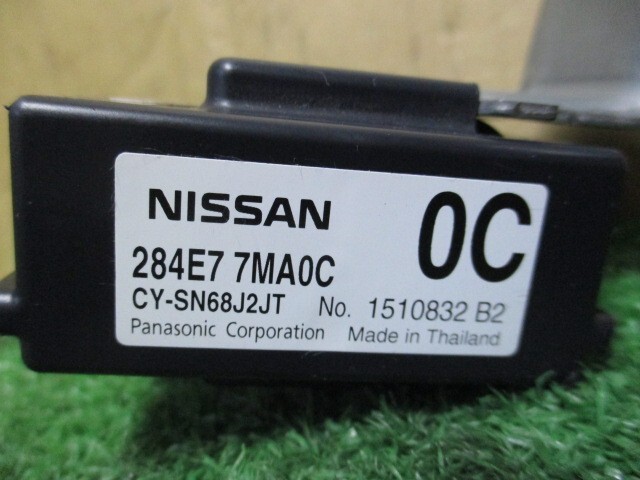 NISSAN 0C
284E7 7MA0C
CY-SN68J2JT No. 1510832 B2
Panasonic Corporation Made in Thailand